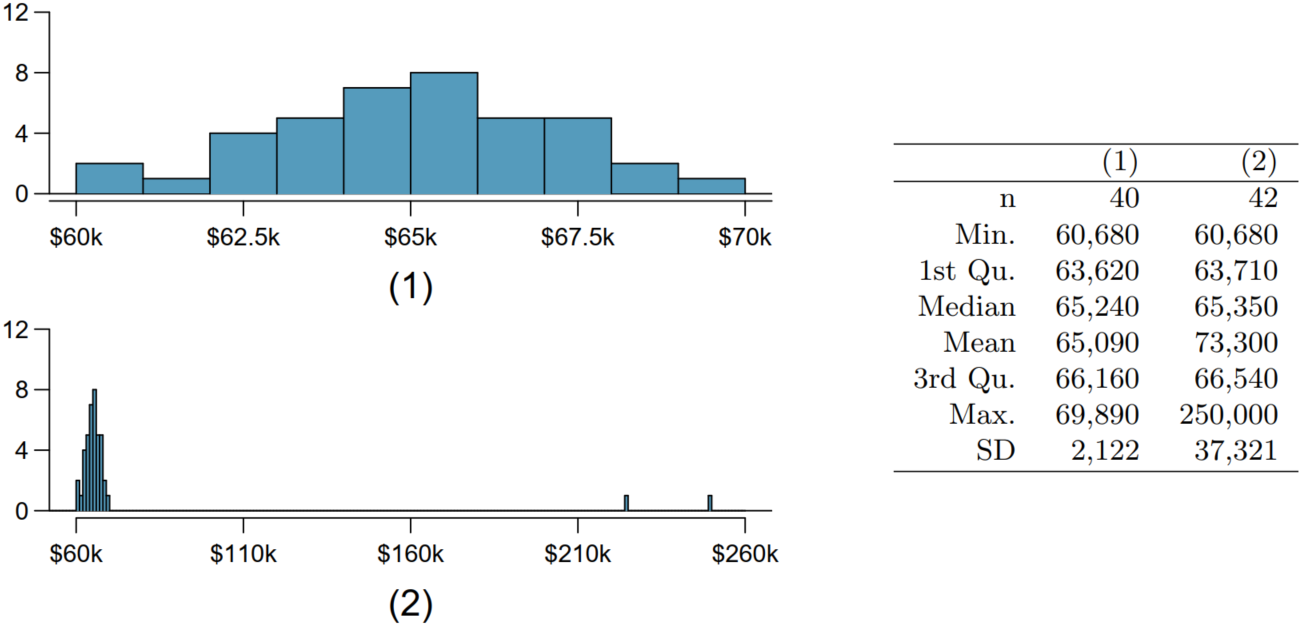 12
8
4
0
$60k $62.5k $65k $67.5k $70k
(1)
12
8
4
0
$60k $110k $160k $210k $260k
(2)
(1) (2)
n 40 42
Min. 60,680 60,680
1st Qu. 63,620 63,710
Median 65,240 65,350
Mean 65,090 73,300
3rd Qu. 66,160 66,540
Max. 69,890 250,000
SD 2,122 37,321